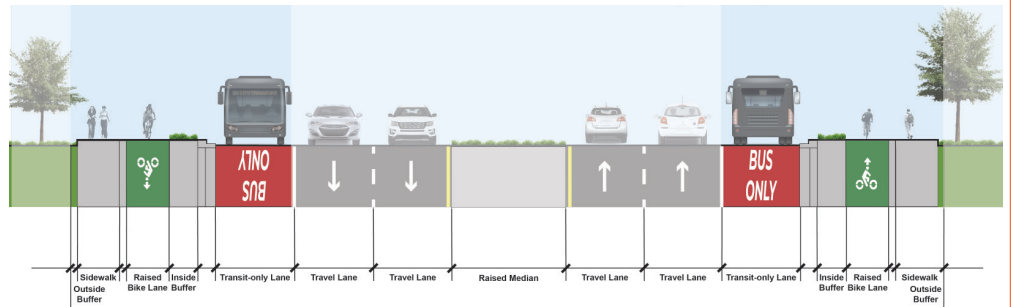 BUS
ONLY
BUS
ONLY
Sidewalk
Outside
Buffer
Raised
Bike Lane
Inside
Buffer
Transit-only Lane
Travel Lane
Travel Lane
Raised Median
Travel Lane
Travel Lane
Transit-only Lane
Inside
Buffer
Raised
Bike Lane
Sidewalk
Outside
Buffer